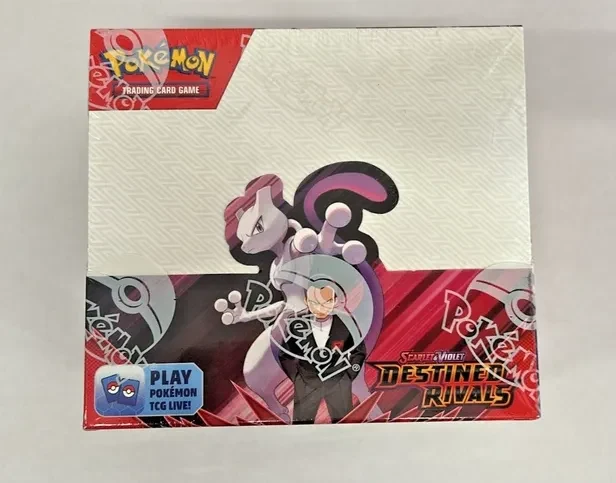 POKéMON
TRADING CARD GAME
Pokémon
Pokémon
Pokémon
®
PLAY
POKÉMON
TCG LIVE!
SCARLET & VIOLET
DESTINED
RIVALS